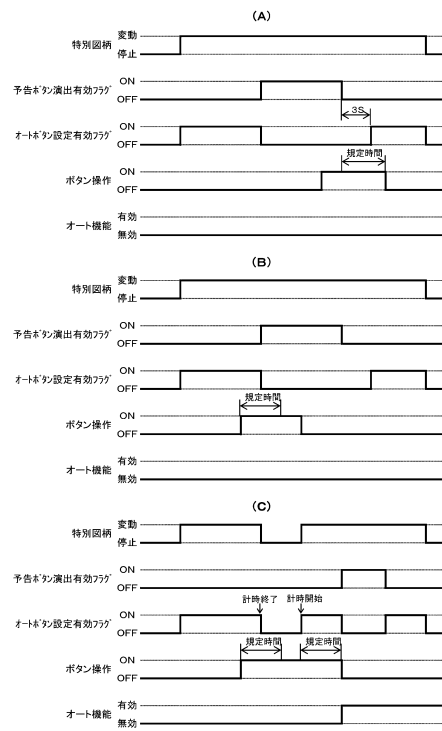 (A)
特別図柄 変動
停止
予告ボタン演出有効フラグ ON
OFF
3S
オートボタン設定有効フラグ ON
OFF
規定時間
ボタン操作 ON
OFF
オート機能 有効
無効
(B)
特別図柄 変動
停止
予告ボタン演出有効フラグ ON
OFF
オートボタン設定有効フラグ ON
OFF
規定時間
ボタン操作 ON
OFF
オート機能 有効
無効
(C)
特別図柄 変動
停止
予告ボタン演出有効フラグ ON
OFF
計時終了 計時開始
オートボタン設定有効フラグ ON
OFF
規定時間 規定時間
ボタン操作 ON
OFF
オート機能 有効
無効